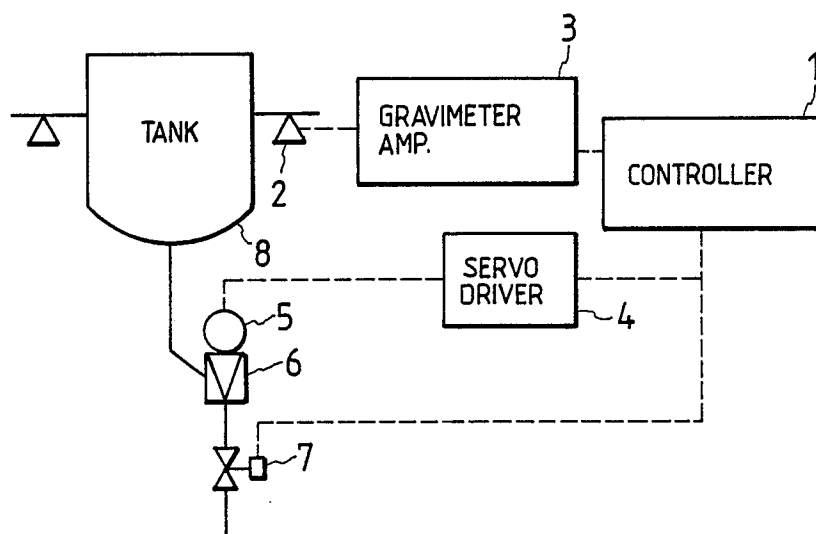 3
1
TANK
GRAVIMETER
AMP.
CONTROLLER
2
8
SERVO
DRIVER
4
5
6
7